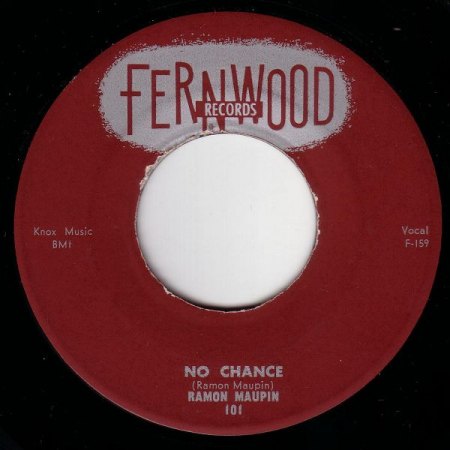 FERNWOOD
RECORDS
Knox Music
BMI
Vocal
F-159
NO CHANCE
(Ramon Maupin)
RAMON MAUPIN
101